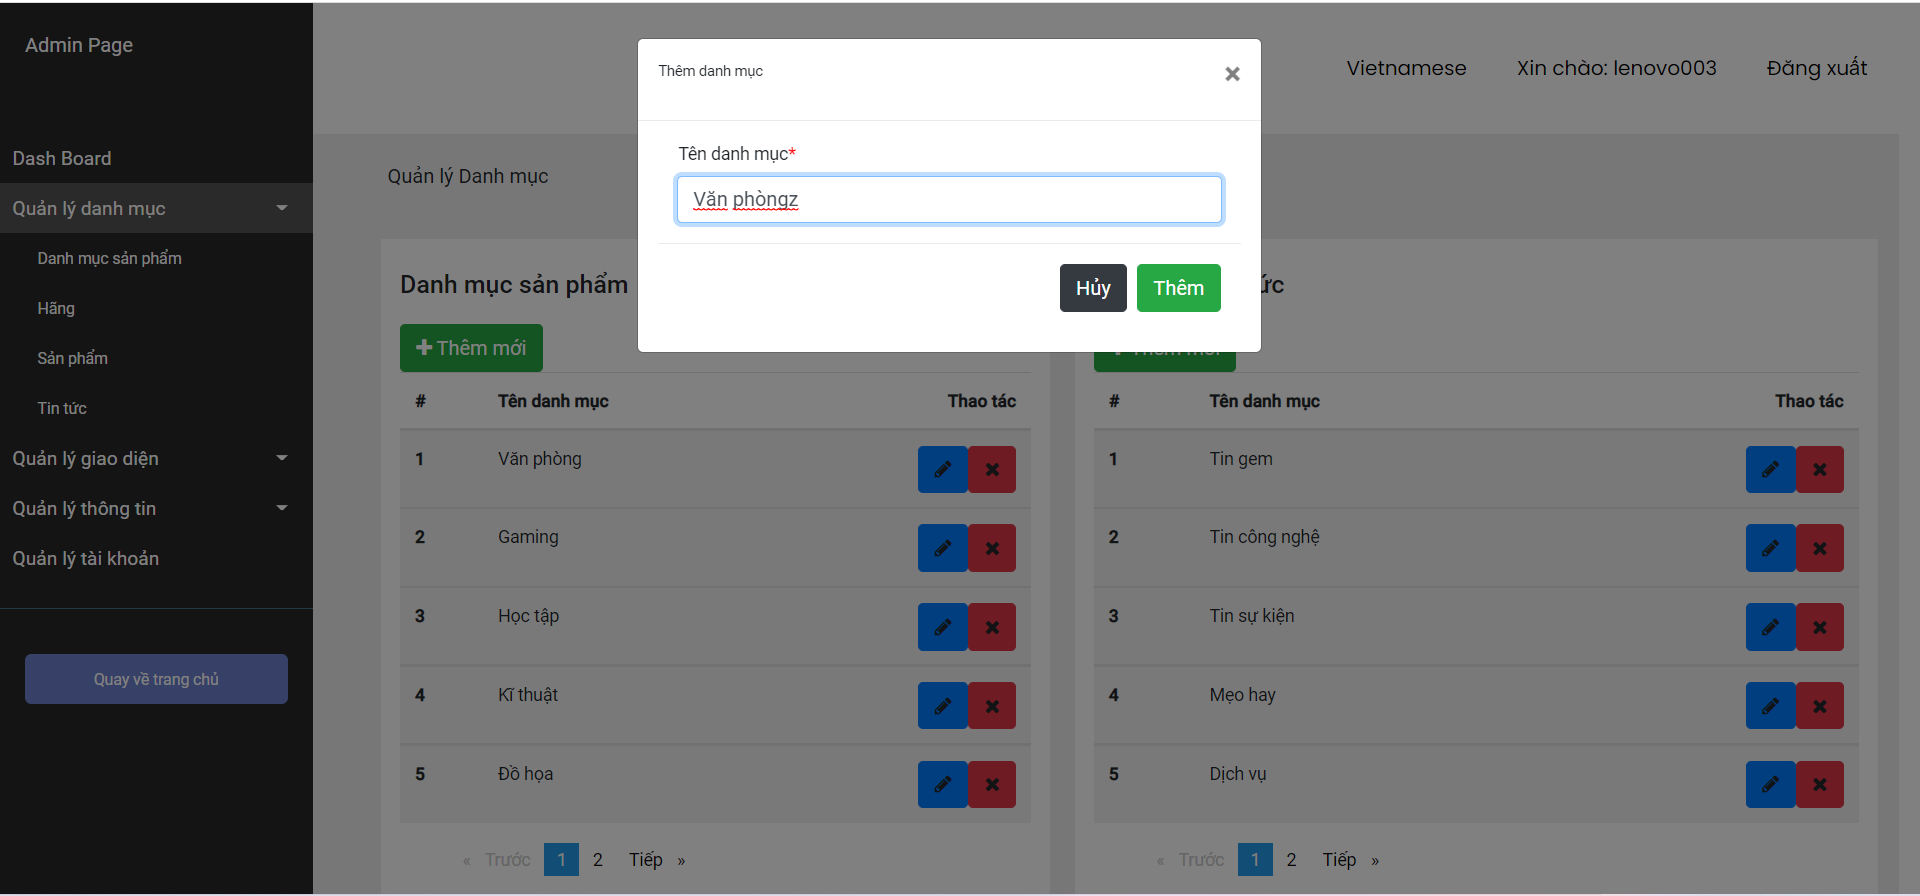 Admin Page
Dash Board
Quản lý danh mục
Danh mục sản phẩm
Hãng
Sản phẩm
Tin tức
Quản lý giao diện
Quản lý thông tin
Quản lý tài khoản
Quay về trang chủ
Vietnamese
Xin chào: lenovo003
Đăng xuất
Quản lý Danh mục
Thêm danh mục
×
Tên danh mục*
Văn phòngz
Hủy
Thêm
Danh mục sản phẩm
Thêm mới
# Tên danh mục Thao tác
1 Văn phòng
2 Gaming
3 Học tập
4 Kĩ thuật
5 Đồ họa
« Trước 1 2 Tiếp »
ức
Thêm mới
# Tên danh mục Thao tác
1 Tin gem
2 Tin công nghệ
3 Tin sự kiện
4 Mẹo hay
5 Dịch vụ
« Trước 1 2 Tiếp »